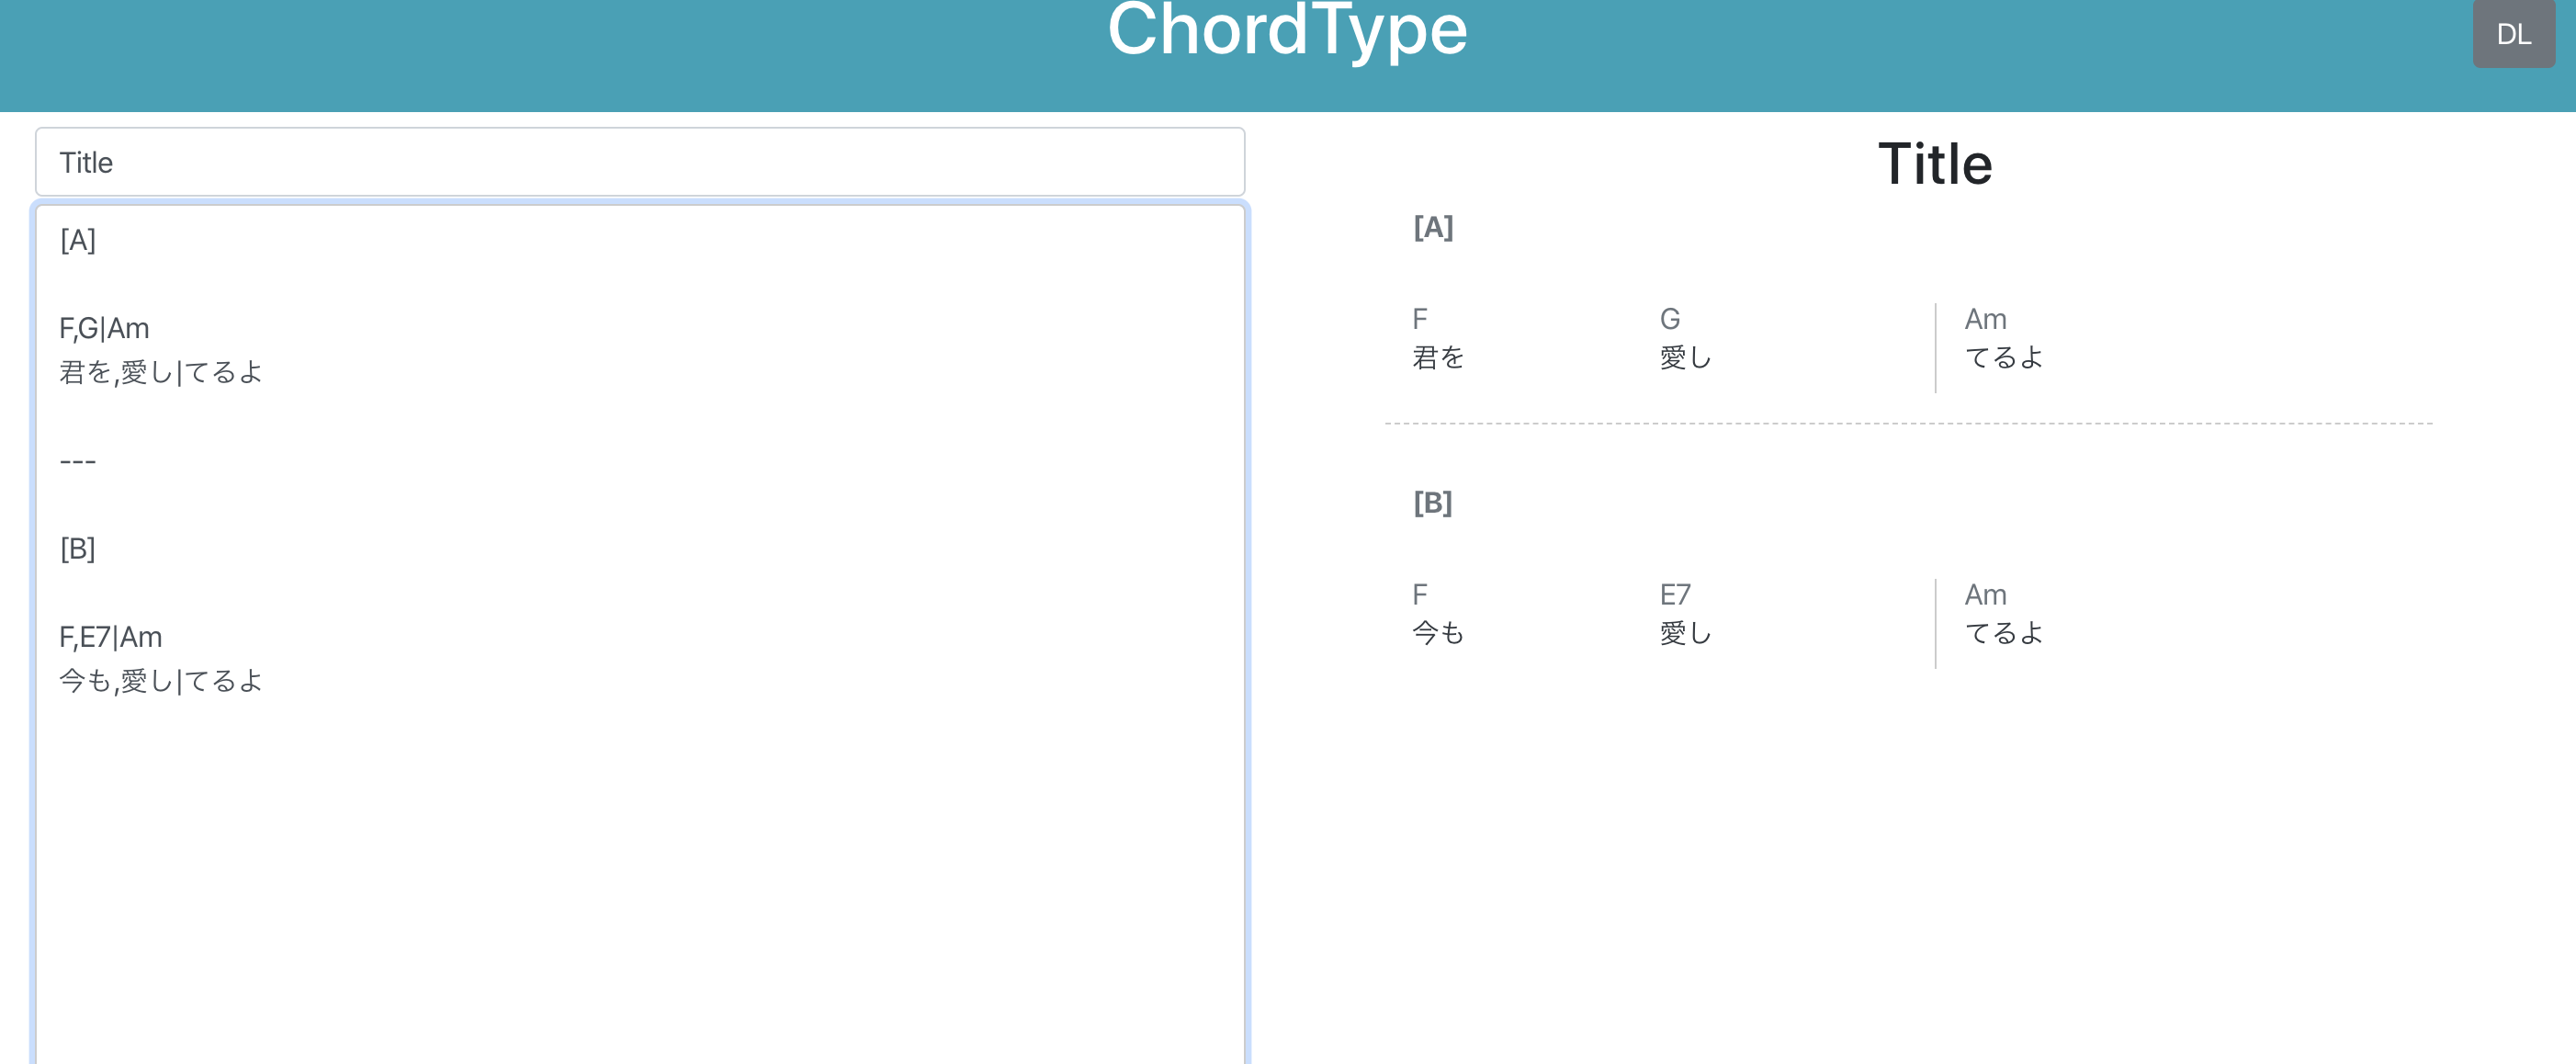 ChordType
DL
Title
[A]
F,G|Am
君を,愛し|てるよ
---
[B]
F,E7|Am
今も,愛し|てるよ
Title
[A]
F G Am
君を 愛し てるよ
[B]
F E7 Am
今も 愛し てるよ